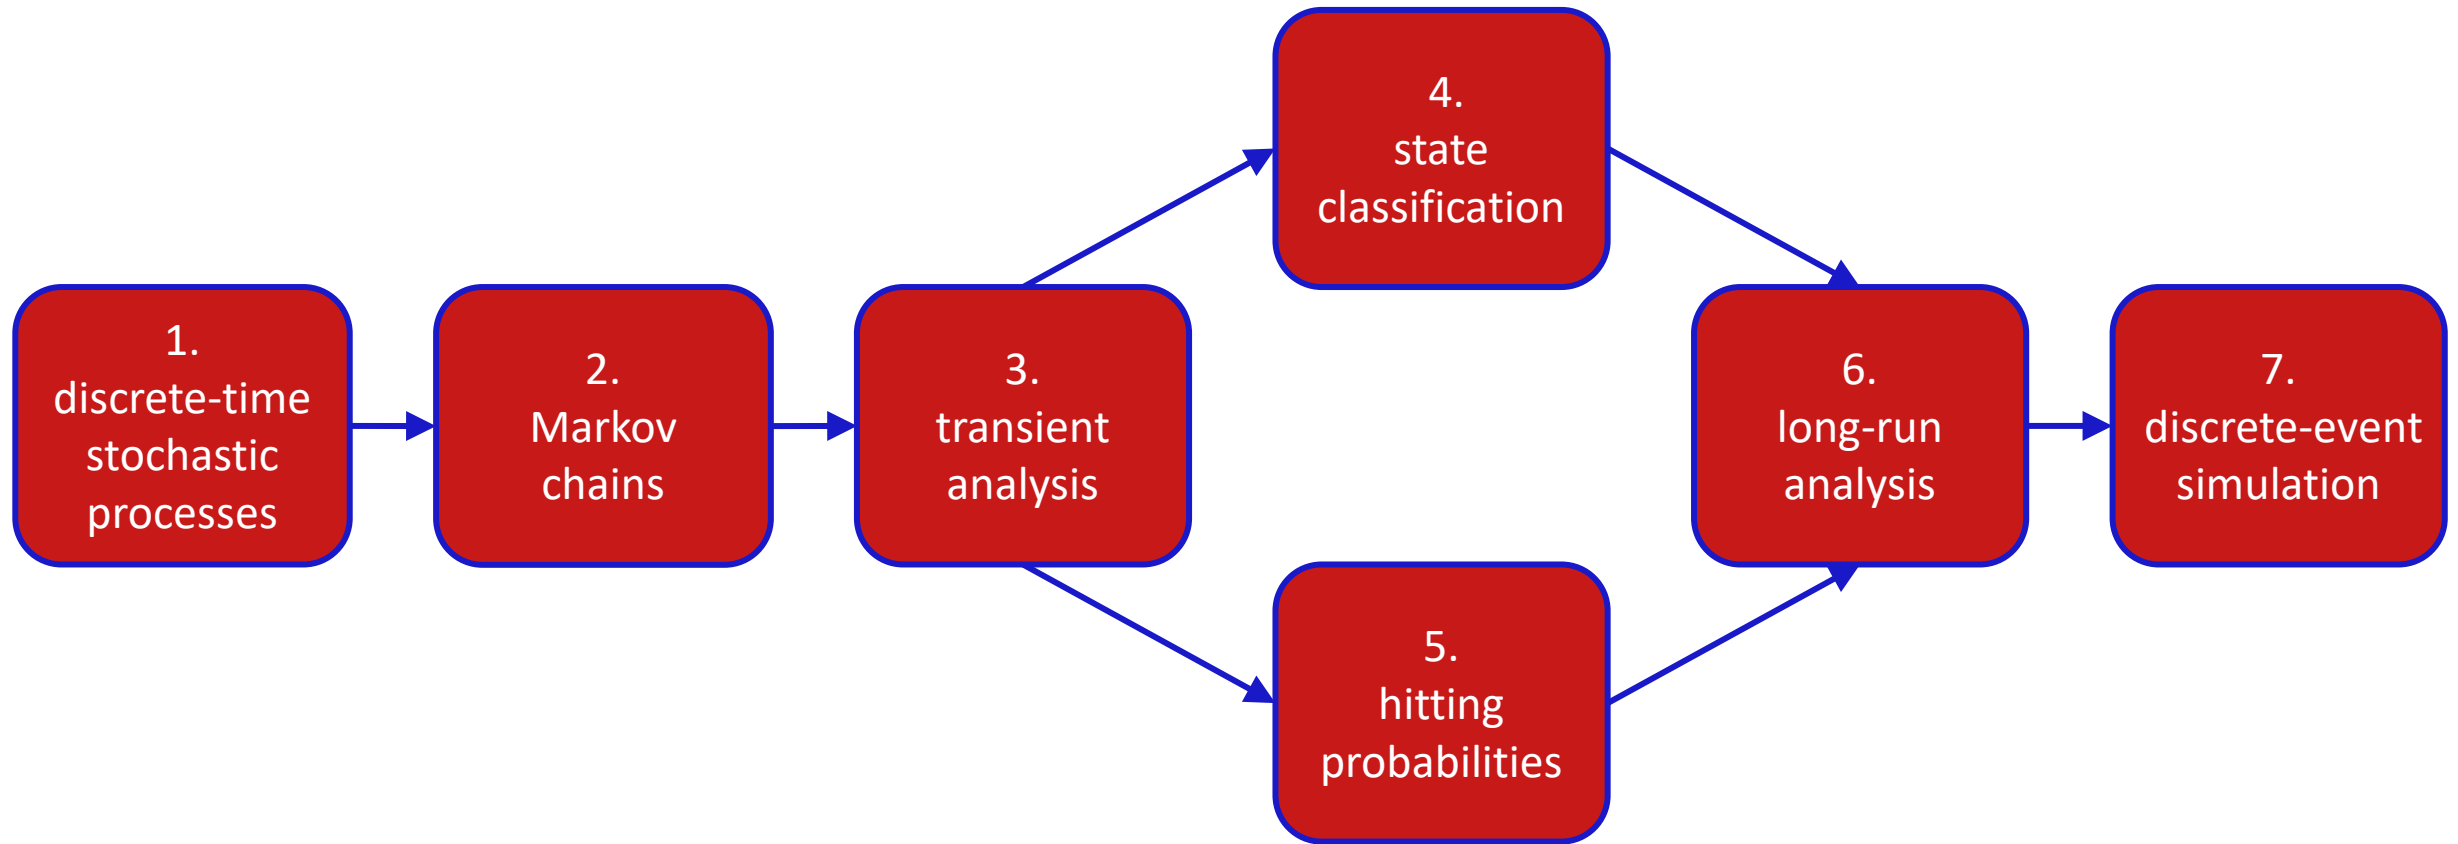 1.
discrete-time
stochastic
processes
2.
Markov
chains
3.
transient
analysis
4.
state
classification
5.
hitting
probabilities
6.
long-run
analysis
7.
discrete-event
simulation